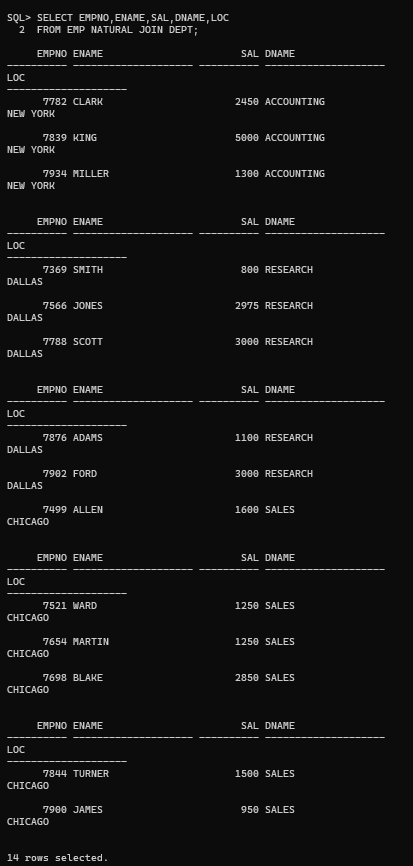 SQL> SELECT EMPNO,ENAME,SAL,DNAME,LOC
2 FROM EMP NATURAL JOIN DEPT;
EMPNO ENAME SAL DNAME
---------- -------------------- ---------- --------------------
LOC
--------------------
7782 CLARK 2450 ACCOUNTING
NEW YORK
7839 KING 5000 ACCOUNTING
NEW YORK
7934 MILLER 1300 ACCOUNTING
NEW YORK
EMPNO ENAME SAL DNAME
---------- -------------------- ---------- --------------------
LOC
--------------------
7369 SMITH 800 RESEARCH
DALLAS
7566 JONES 2975 RESEARCH
DALLAS
7788 SCOTT 3000 RESEARCH
DALLAS
EMPNO ENAME SAL DNAME
---------- -------------------- ---------- --------------------
LOC
--------------------
7876 ADAMS 1100 RESEARCH
DALLAS
7902 FORD 3000 RESEARCH
DALLAS
7499 ALLEN 1600 SALES
CHICAGO
EMPNO ENAME SAL DNAME
---------- -------------------- ---------- --------------------
LOC
--------------------
7521 WARD 1250 SALES
CHICAGO
7654 MARTIN 1250 SALES
CHICAGO
7698 BLAKE 2850 SALES
CHICAGO
EMPNO ENAME SAL DNAME
---------- -------------------- ---------- --------------------
LOC
--------------------
7844 TURNER 1500 SALES
CHICAGO
7900 JAMES 950 SALES
CHICAGO
14 rows selected.